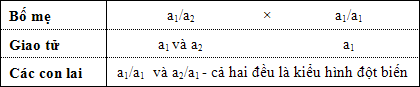 Bố mẹ a₁/a₂ × a₁/a₁
Giao tử a₁ và a₂ a₁
Các con lai a₁/a₁ và a₂/a₁ - cả hai đều là kiểu hình đột biến